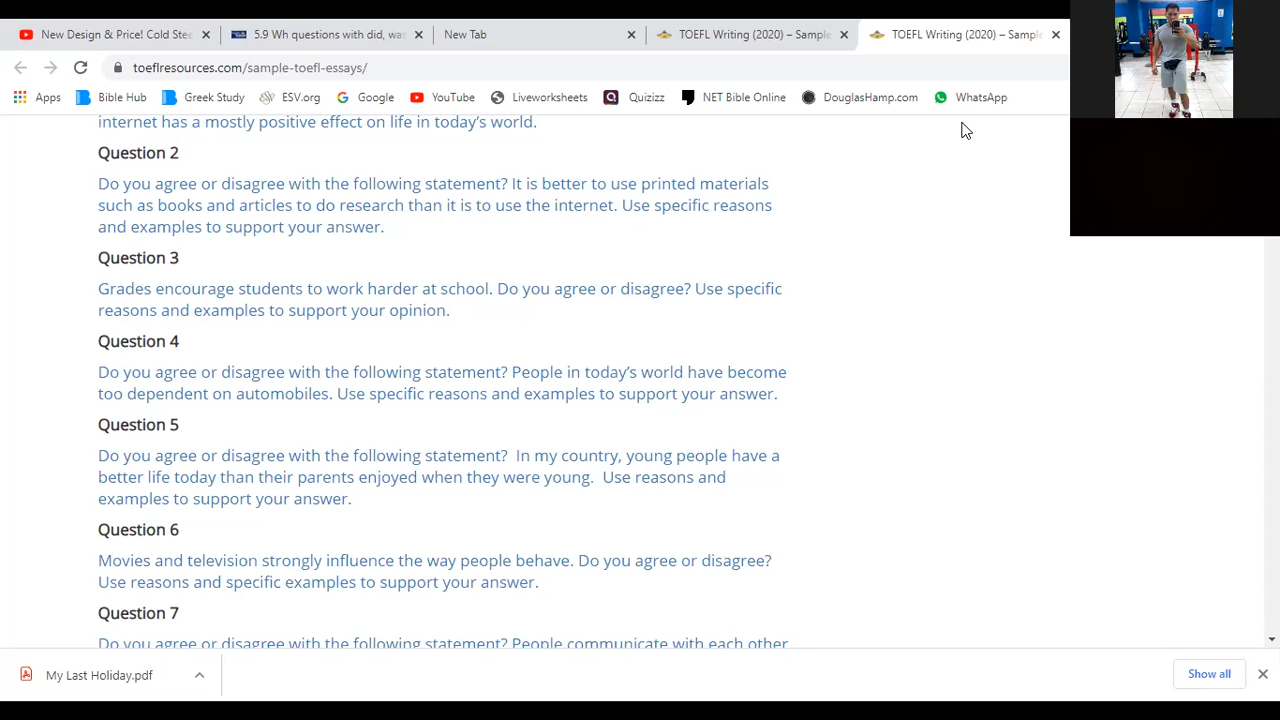 New Design & Price! Cold Stee
5.9 Wh questions with did, was
New Tab
TOEFL Writing (2020) – Sample
TOEFL Writing (2020) – Sample
toeflresources.com/sample-toefl-essays/
Apps
Bible Hub
Greek Study
ESV.org
Google
YouTube
Liveworksheets
Quizizz
NET Bible Online
DouglasHamp.com
WhatsApp
internet has a mostly positive effect on life in today's world.
Question 2
Do you agree or disagree with the following statement? It is better to use printed materials
such as books and articles to do research than it is to use the internet. Use specific reasons
and examples to support your answer.
Question 3
Grades encourage students to work harder at school. Do you agree or disagree? Use specific
reasons and examples to support your opinion.
Question 4
Do you agree or disagree with the following statement? People in today's world have become
too dependent on automobiles. Use specific reasons and examples to support your answer.
Question 5
Do you agree or disagree with the following statement?  In my country, young people have a
better life today than their parents enjoyed when they were young.  Use reasons and
examples to support your answer.
Question 6
Movies and television strongly influence the way people behave. Do you agree or disagree?
Use reasons and specific examples to support your answer.
Question 7
Do you agree or disagree with the following statement? People communicate with each other
My Last Holiday.pdf
Show all